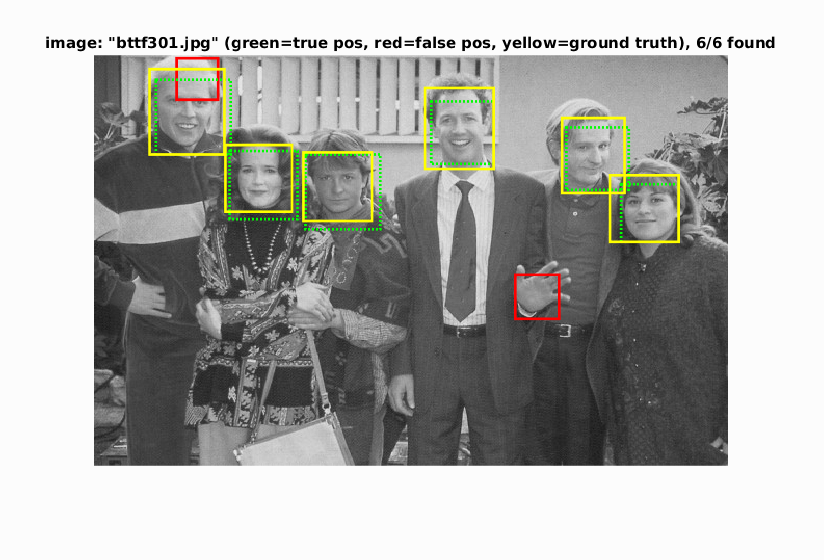 image: "bttf301.jpg" (green=true pos, red=false pos, yellow=ground truth), 6/6 found